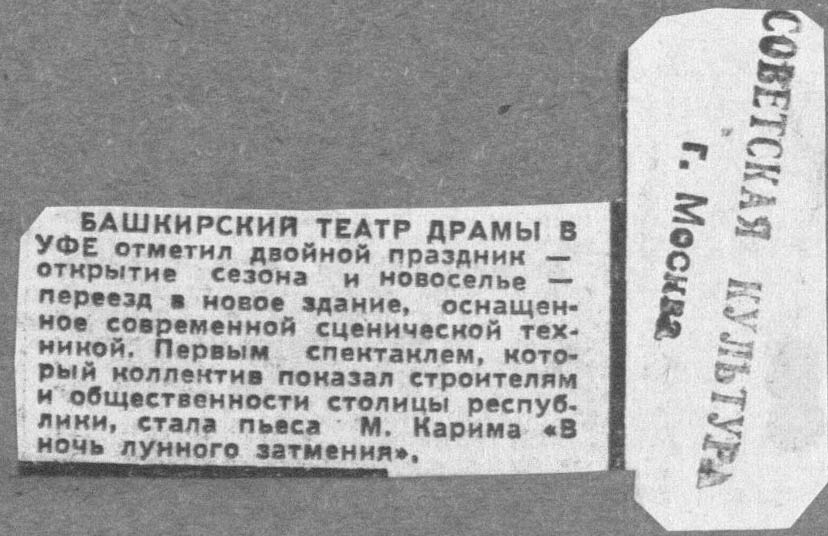 БАШКИРСКИЙ ТЕАТР ДРАМЫ В
УФЕ отметил двойной праздник —
открытие сезона и новоселье —
переезд в новое здание, оснащен-
ное современной сценической тех-
никой. Первым спектаклем, кото-
рый коллектив показал строителям
и общественности столицы респуб-
лики, стала пьеса М. Карима «В
ночь лунного затмения».
СОВЕТСКАЯ КУЛЬТУРА
г. Москва